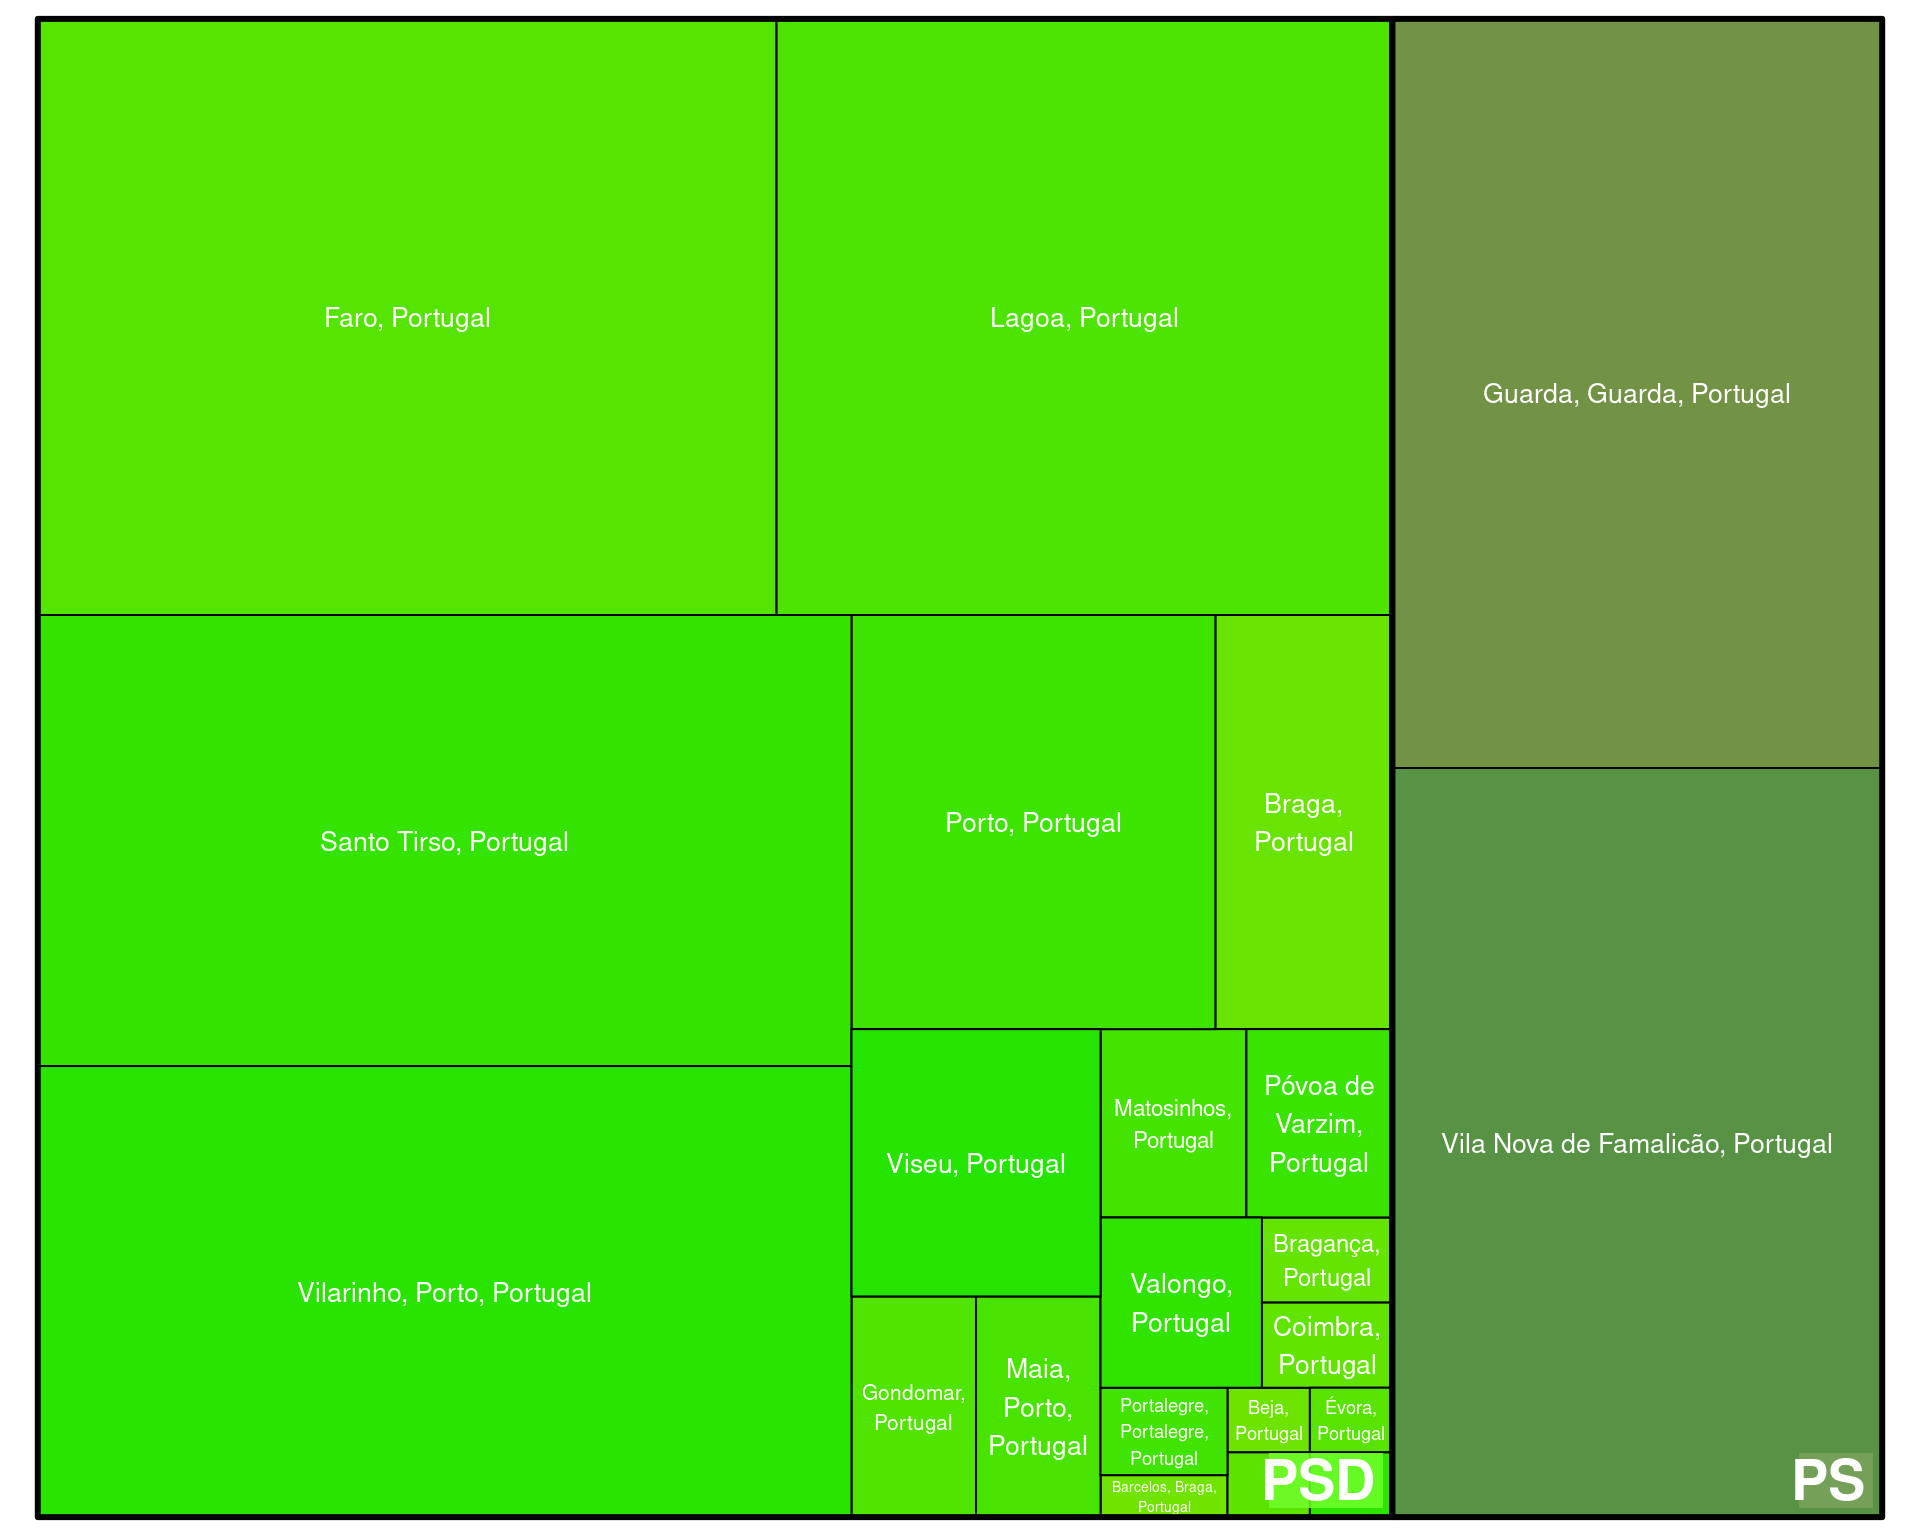 Faro, Portugal
Lagoa, Portugal
Guarda, Guarda, Portugal
Santo Tirso, Portugal
Porto, Portugal
Braga,
Portugal
Vila Nova de Famalicão, Portugal
Vilarinho, Porto, Portugal
Viseu, Portugal
Matosinhos,
Portugal
Póvoa de
Varzim,
Portugal
Valongo,
Portugal
Bragança,
Portugal
Coimbra,
Portugal
Gondomar,
Portugal
Maia,
Porto,
Portugal
Portalegre,
Portalegre,
Portugal
Beja,
Portugal
Évora,
Portugal
Barcelos, Braga,
Portugal
PSD
PS